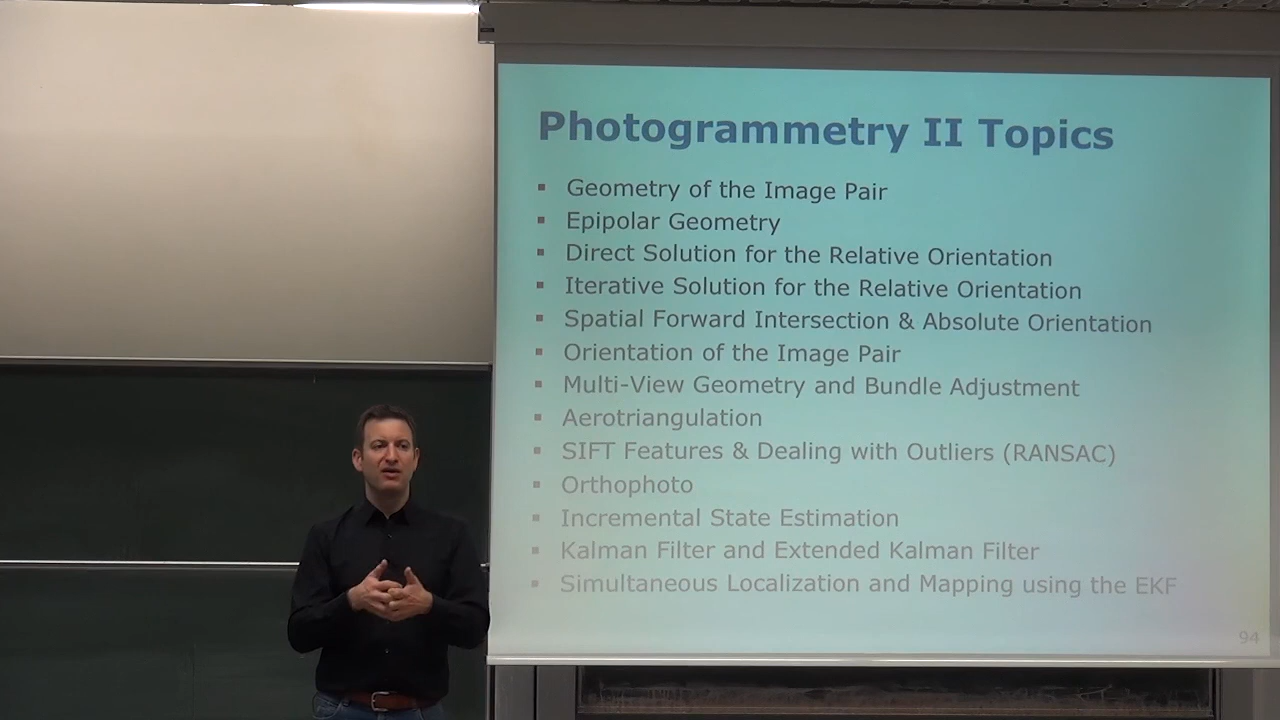 Photogrammetry II Topics
▪ Geometry of the Image Pair
▪ Epipolar Geometry
▪ Direct Solution for the Relative Orientation
▪ Iterative Solution for the Relative Orientation
▪ Spatial Forward Intersection & Absolute Orientation
▪ Orientation of the Image Pair
▪ Multi-View Geometry and Bundle Adjustment
▪ Aerotriangulation
▪ SIFT Features & Dealing with Outliers (RANSAC)
▪ Orthophoto
▪ Incremental State Estimation
▪ Kalman Filter and Extended Kalman Filter
▪ Simultaneous Localization and Mapping using the EKF
94